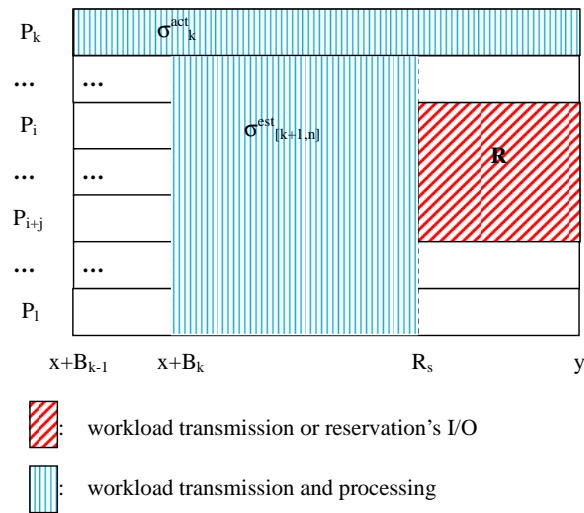 P_k σ^act_k
... ...
P_i σ^est_[k+1,n] R
... ...
P_i+j
... ...
P_l
x+B_k-1 x+B_k R_s y
: workload transmission or reservation's I/O
: workload transmission and processing